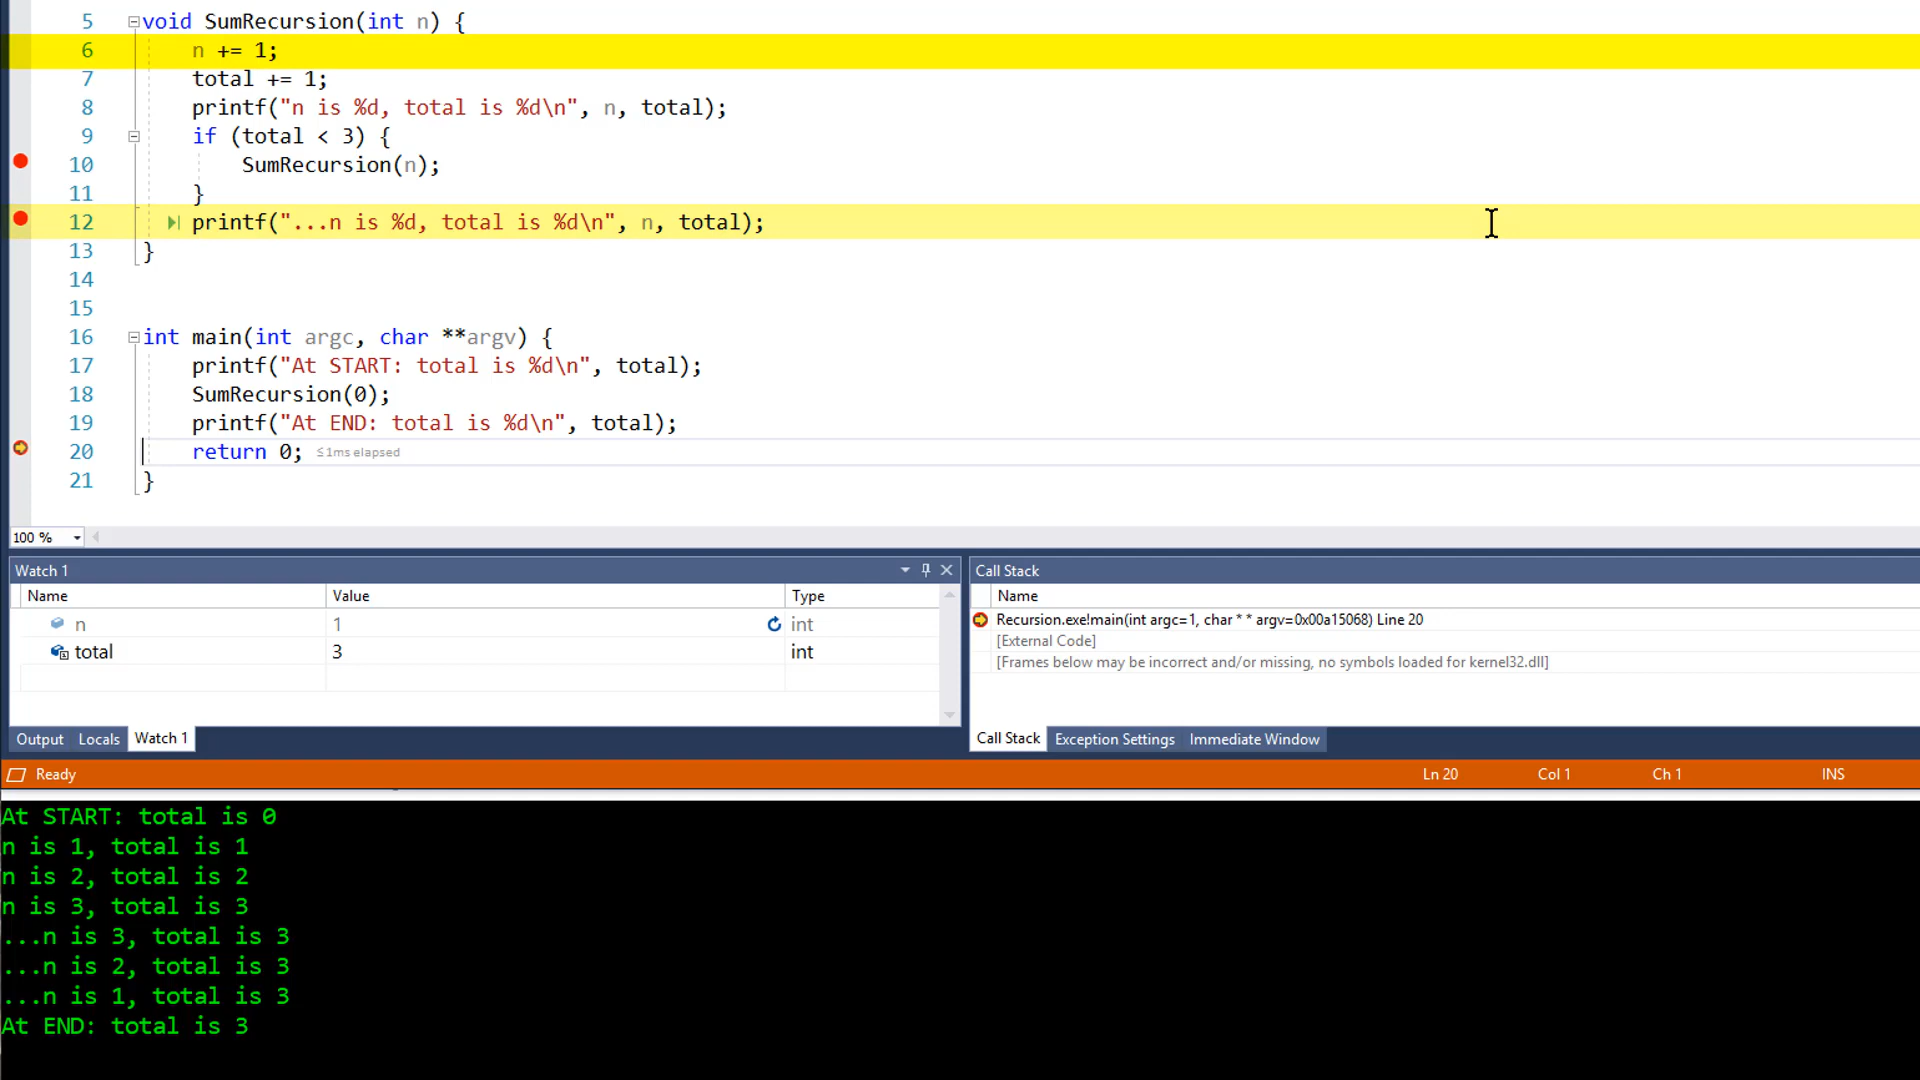 5 void SumRecursion(int n) {
6 n += 1;
7 total += 1;
8 printf("n is %d, total is %d\n", n, total);
9 if (total < 3) {
10 SumRecursion(n);
11 }
12 printf("...n is %d, total is %d\n", n, total);
13 }
14
15
16 int main(int argc, char **argv) {
17 printf("At START: total is %d\n", total);
18 SumRecursion(0);
19 printf("At END: total is %d\n", total);
20 return 0; ≤1ms elapsed
21 }
100 %
Watch 1
Name Value Type
n 1 int
total 3 int
Output Locals Watch 1
Call Stack
Name
Recursion.exe!main(int argc=1, char * * argv=0x00a15068) Line 20
[External Code]
[Frames below may be incorrect and/or missing, no symbols loaded for kernel32.dll]
Call Stack Exception Settings Immediate Window
Ready Ln 20 Col 1 Ch 1 INS
At START: total is 0
n is 1, total is 1
n is 2, total is 2
n is 3, total is 3
...n is 3, total is 3
...n is 2, total is 3
...n is 1, total is 3
At END: total is 3